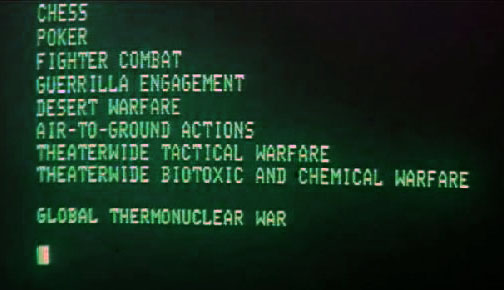 CHESS
POKER
FIGHTER COMBAT
GUERRILLA ENGAGEMENT
DESERT WARFARE
AIR-TO-GROUND ACTIONS
THEATERWIDE TACTICAL WARFARE
THEATERWIDE BIOTOXIC AND CHEMICAL WARFARE
GLOBAL THERMONUCLEAR WAR